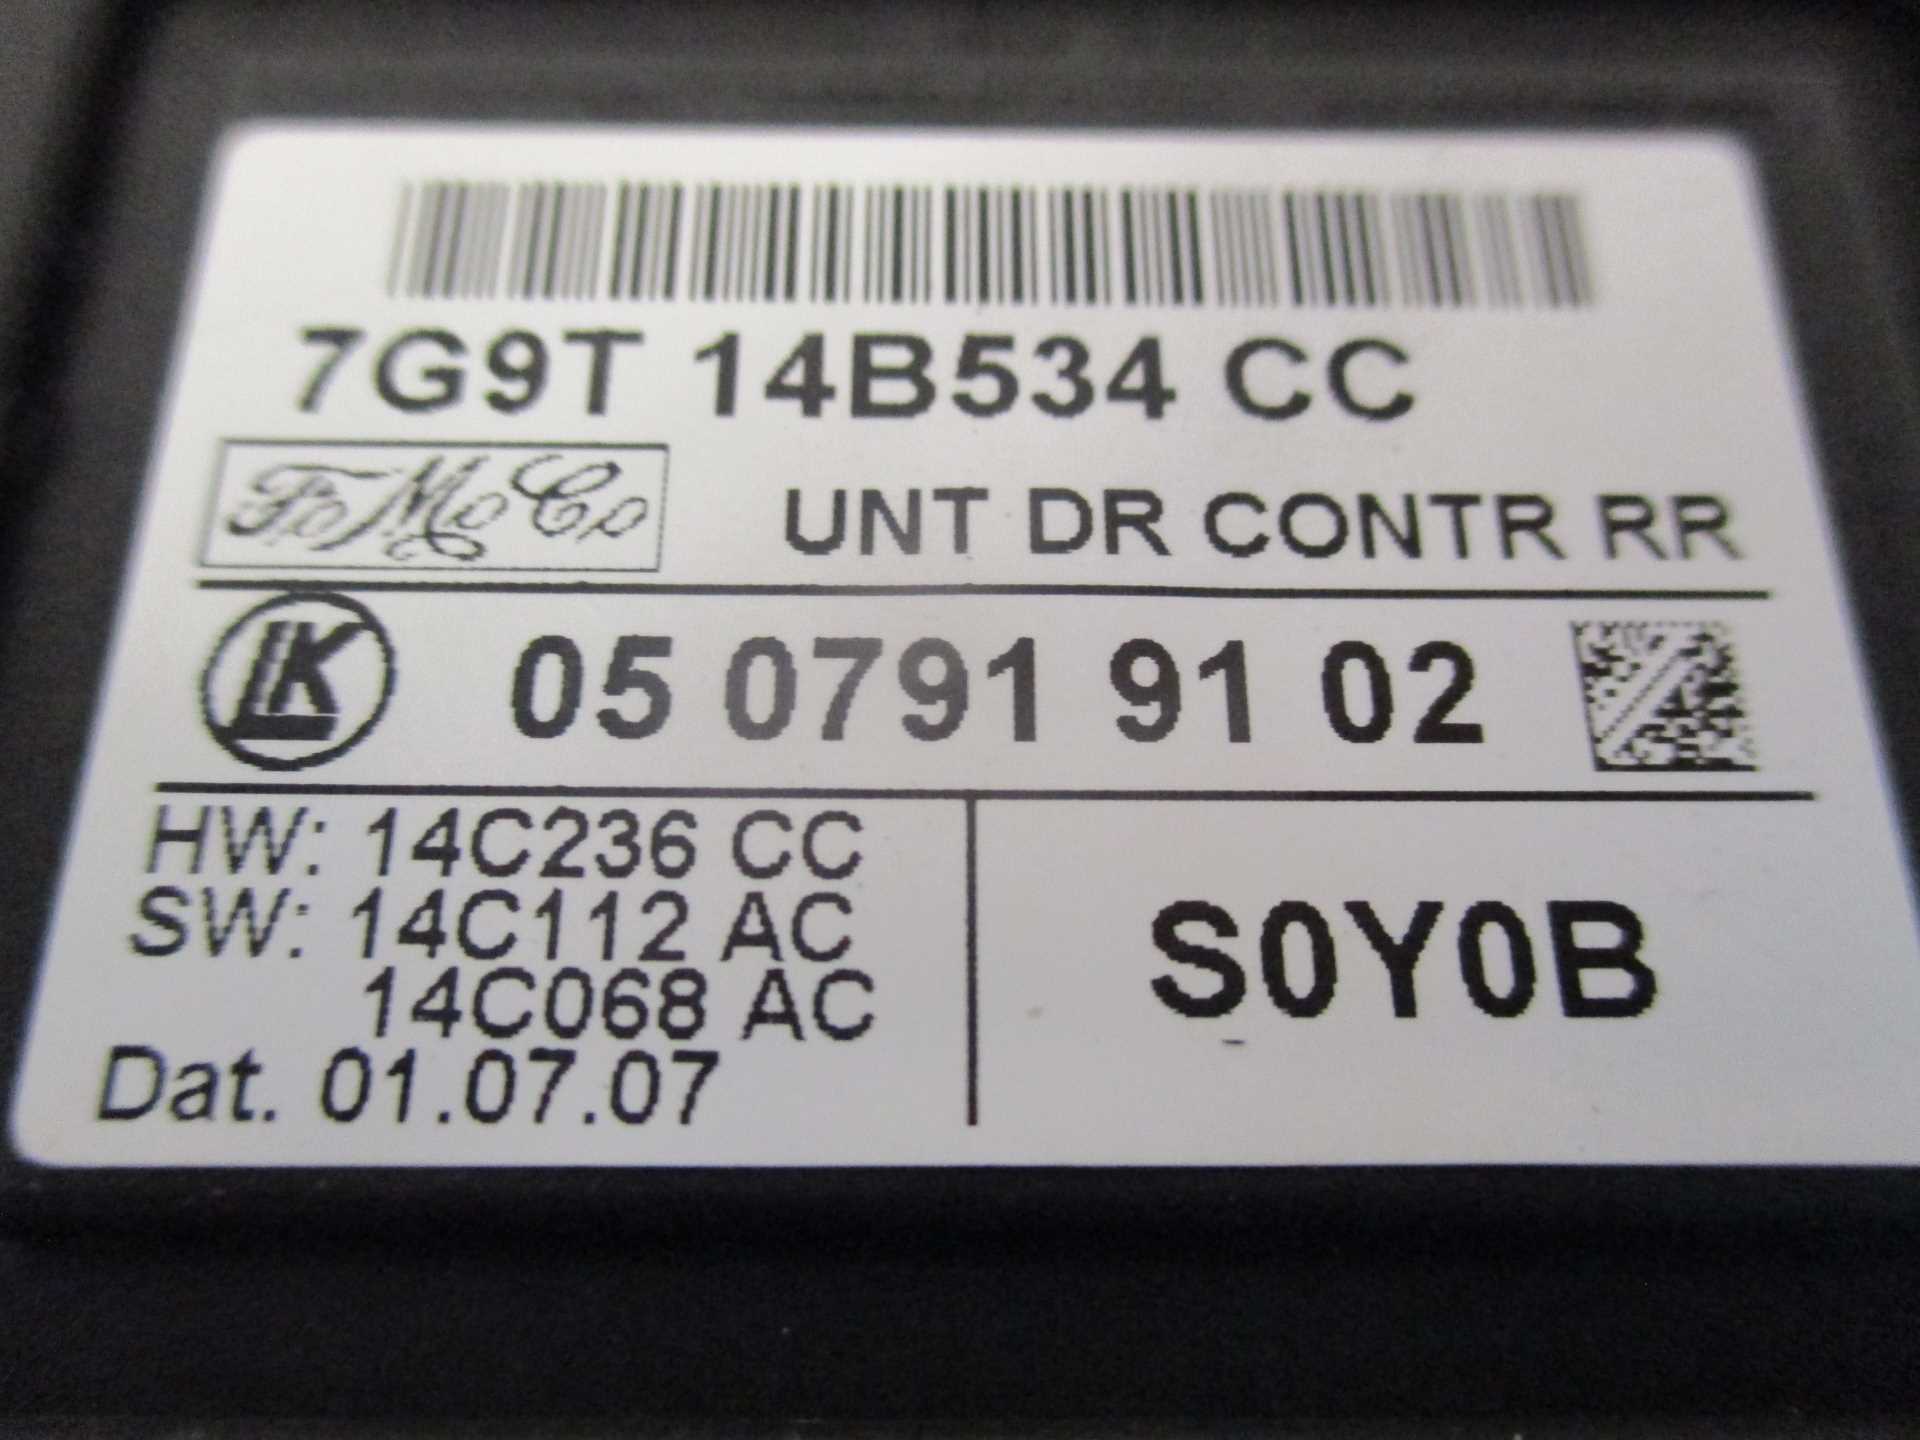 7G9T 14B534 CC
FoMoCo UNT DR CONTR RR
LK 05 0791 91 02
HW: 14C236 CC
SW: 14C112 AC
14C068 AC
Dat. 01.07.07
S0Y0B